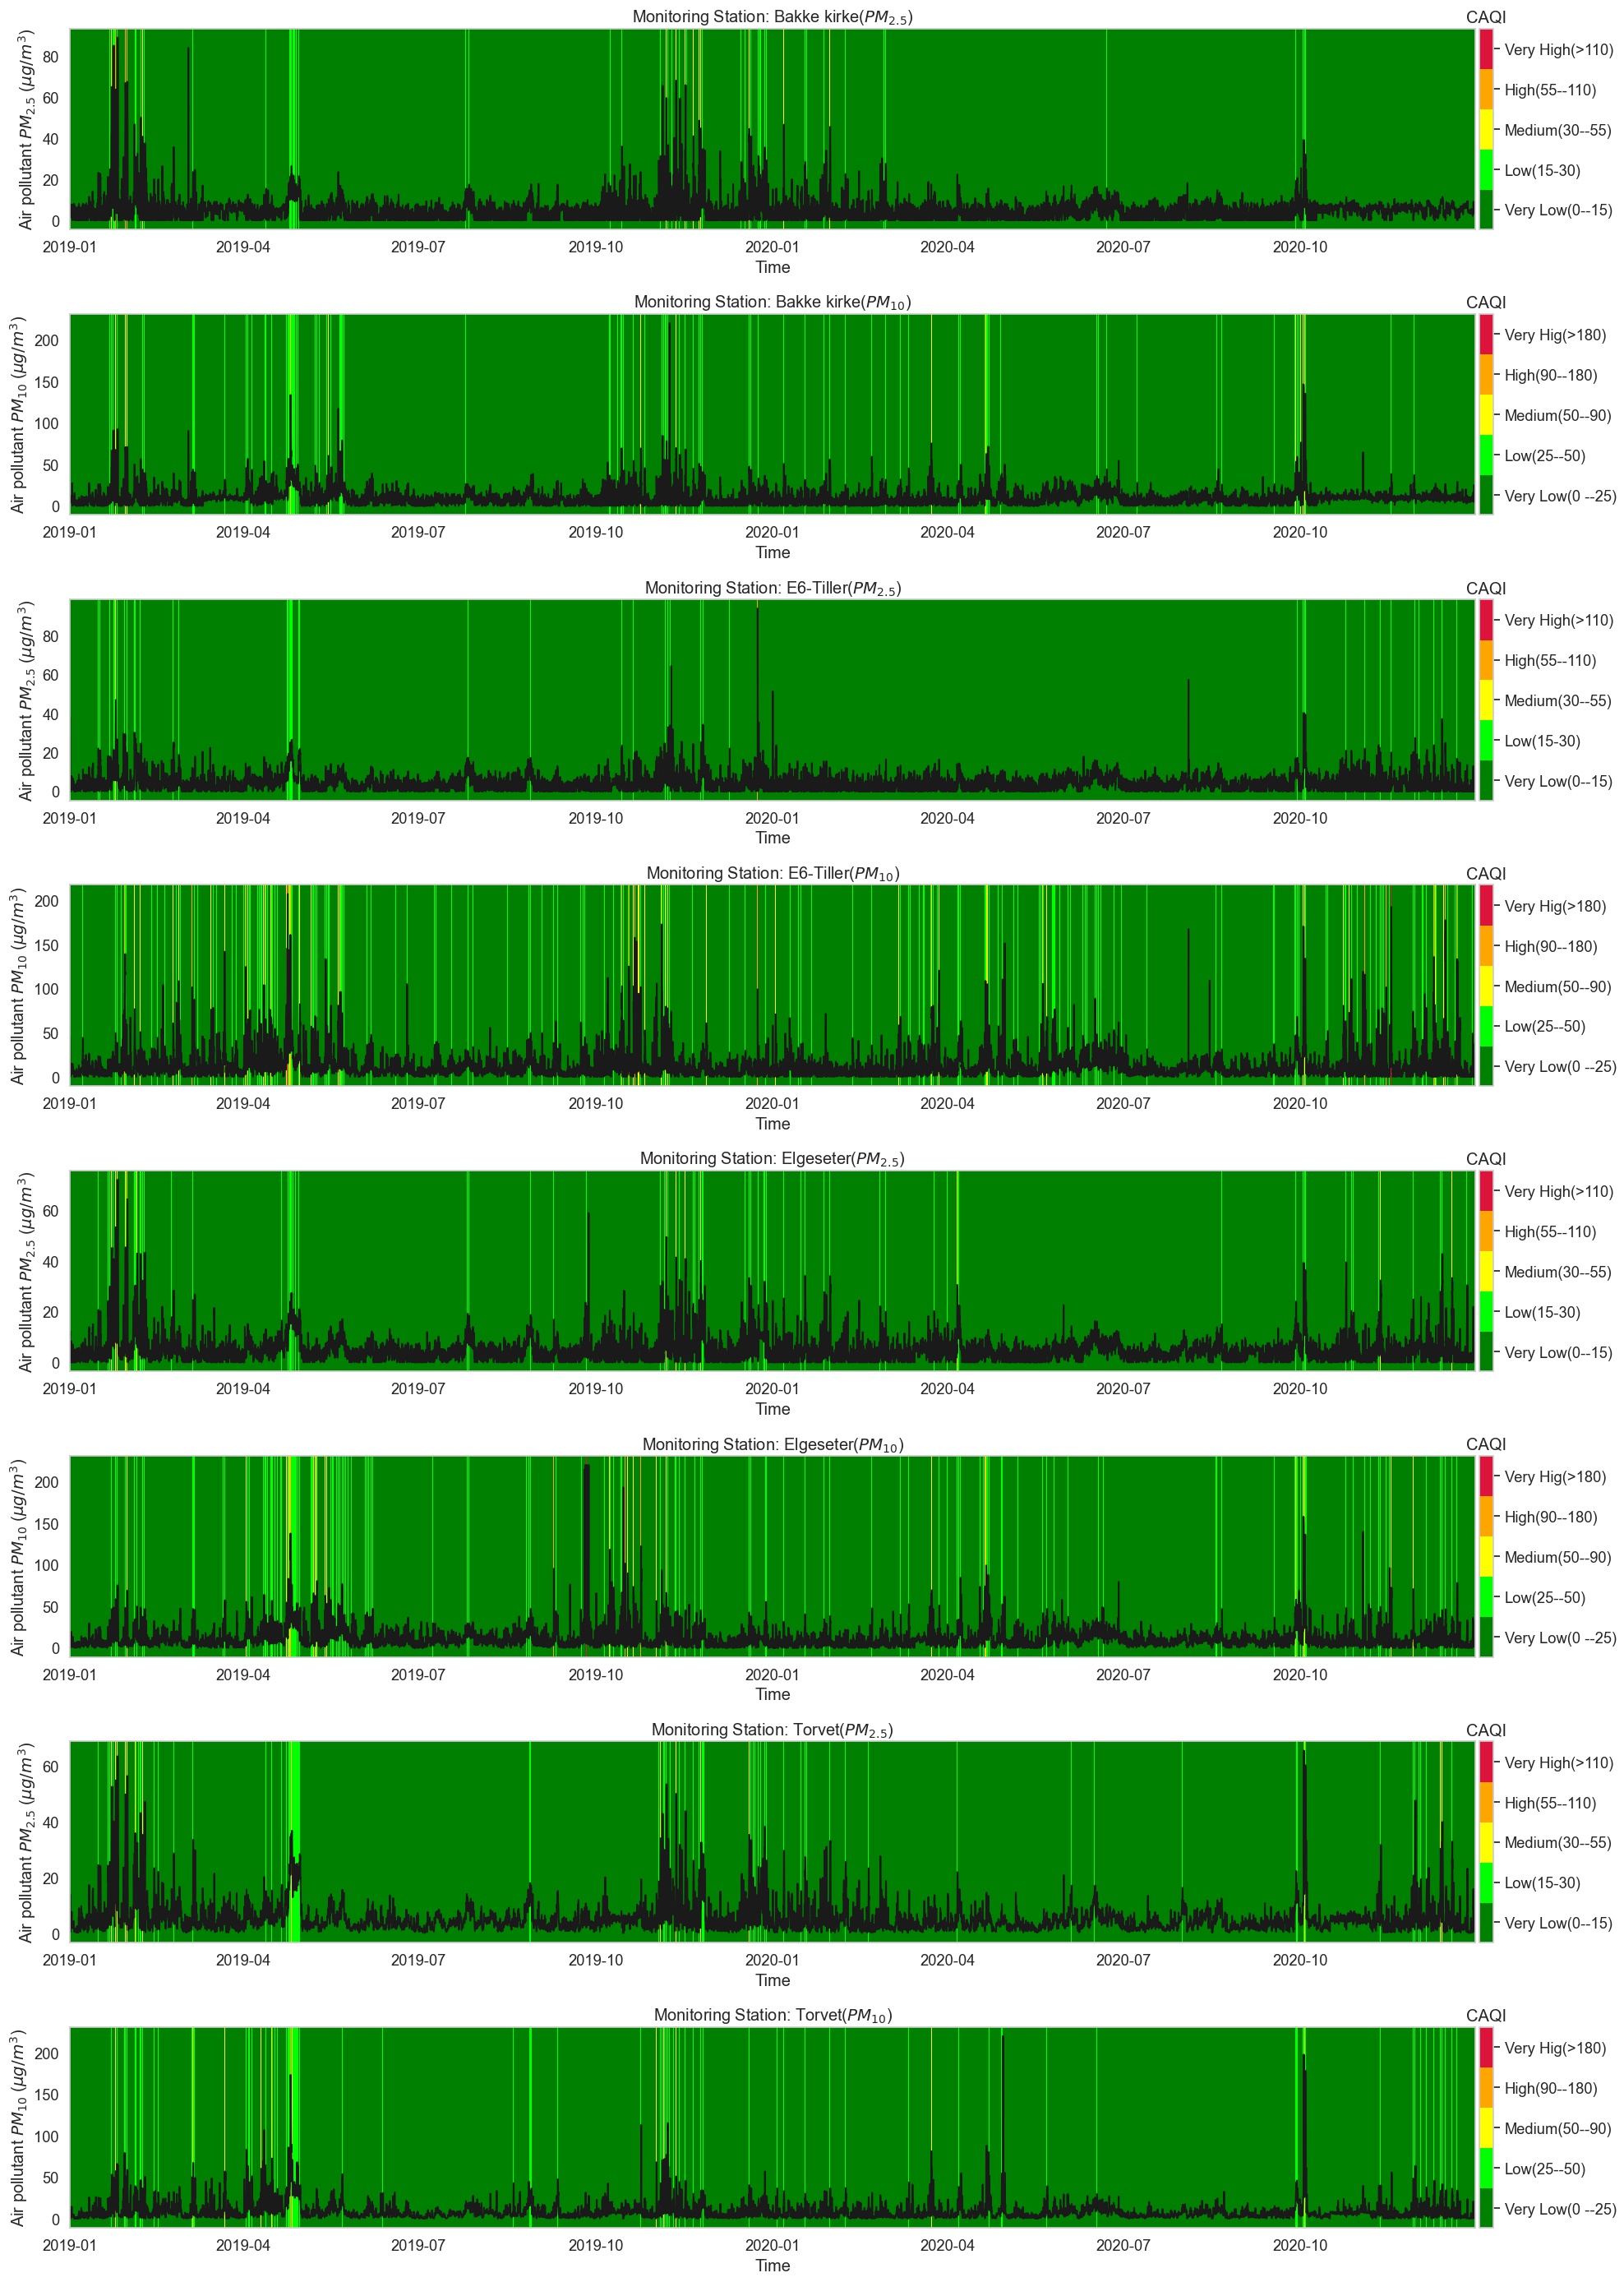 Monitoring Station: Bakke kirke(PM2.5)
CAQI
Air pollutant PM2.5 (μg/m3)
80
60
40
20
0
Very High(>110)
High(55--110)
Medium(30--55)
Low(15-30)
Very Low(0--15)
2019-01 2019-04 2019-07 2019-10 2020-01 2020-04 2020-07 2020-10
Time
Monitoring Station: Bakke kirke(PM10)
CAQI
Air pollutant PM10 (μg/m3)
200
150
100
50
0
Very Hig(>180)
High(90--180)
Medium(50--90)
Low(25--50)
Very Low(0 --25)
2019-01 2019-04 2019-07 2019-10 2020-01 2020-04 2020-07 2020-10
Time
Monitoring Station: E6-Tiller(PM2.5)
CAQI
Air pollutant PM2.5 (μg/m3)
80
60
40
20
0
Very High(>110)
High(55--110)
Medium(30--55)
Low(15-30)
Very Low(0--15)
2019-01 2019-04 2019-07 2019-10 2020-01 2020-04 2020-07 2020-10
Time
Monitoring Station: E6-Tiller(PM10)
CAQI
Air pollutant PM10 (μg/m3)
200
150
100
50
0
Very Hig(>180)
High(90--180)
Medium(50--90)
Low(25--50)
Very Low(0 --25)
2019-01 2019-04 2019-07 2019-10 2020-01 2020-04 2020-07 2020-10
Time
Monitoring Station: Elgeseter(PM2.5)
CAQI
Air pollutant PM2.5 (μg/m3)
60
40
20
0
Very High(>110)
High(55--110)
Medium(30--55)
Low(15-30)
Very Low(0--15)
2019-01 2019-04 2019-07 2019-10 2020-01 2020-04 2020-07 2020-10
Time
Monitoring Station: Elgeseter(PM10)
CAQI
Air pollutant PM10 (μg/m3)
200
150
100
50
0
Very Hig(>180)
High(90--180)
Medium(50--90)
Low(25--50)
Very Low(0 --25)
2019-01 2019-04 2019-07 2019-10 2020-01 2020-04 2020-07 2020-10
Time
Monitoring Station: Torvet(PM2.5)
CAQI
Air pollutant PM2.5 (μg/m3)
60
40
20
0
Very High(>110)
High(55--110)
Medium(30--55)
Low(15-30)
Very Low(0--15)
2019-01 2019-04 2019-07 2019-10 2020-01 2020-04 2020-07 2020-10
Time
Monitoring Station: Torvet(PM10)
CAQI
Air pollutant PM10 (μg/m3)
200
150
100
50
0
Very Hig(>180)
High(90--180)
Medium(50--90)
Low(25--50)
Very Low(0 --25)
2019-01 2019-04 2019-07 2019-10 2020-01 2020-04 2020-07 2020-10
Time